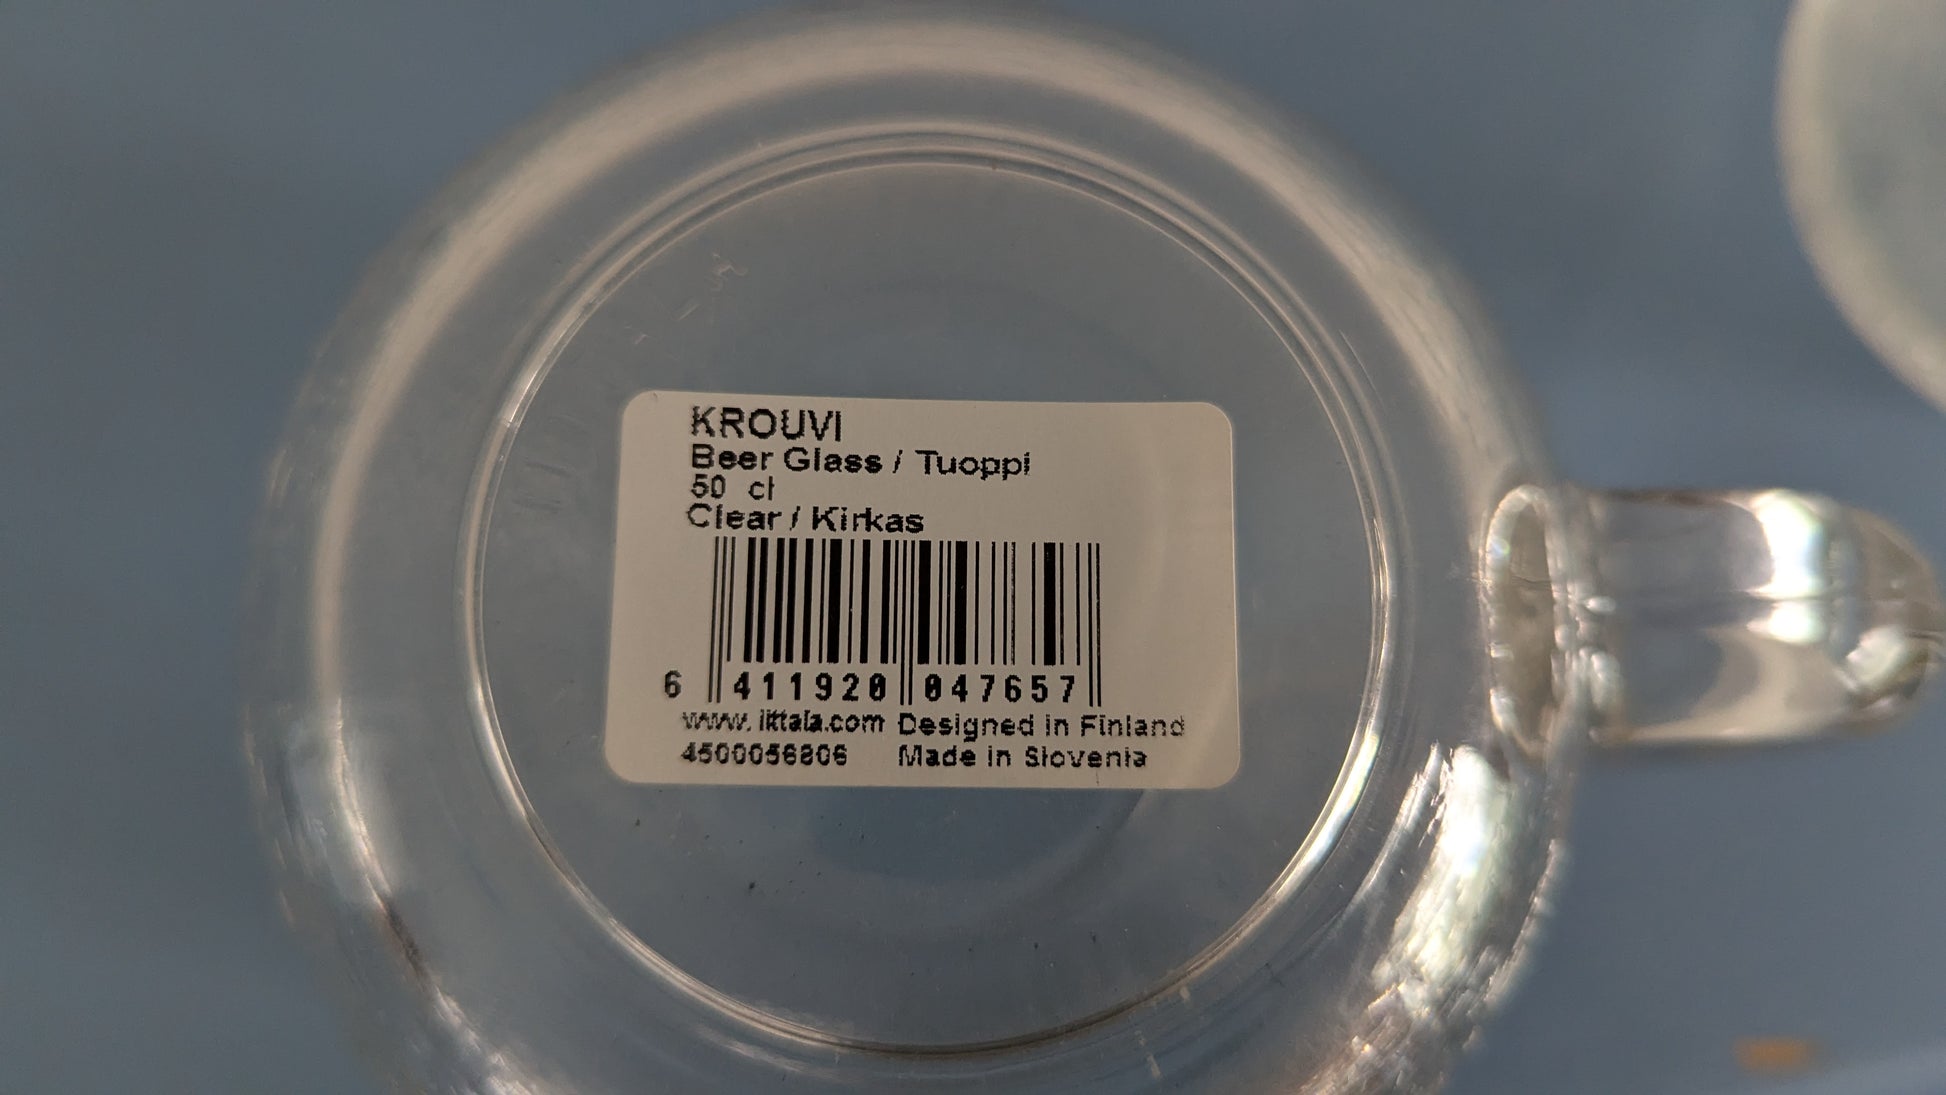 KROUVI
Beer Glass / Tuoppi
50 cl
Clear / Kirkas
6 411920 047657
www.iittala.com Designed in Finland
4500056806 Made in Slovenia